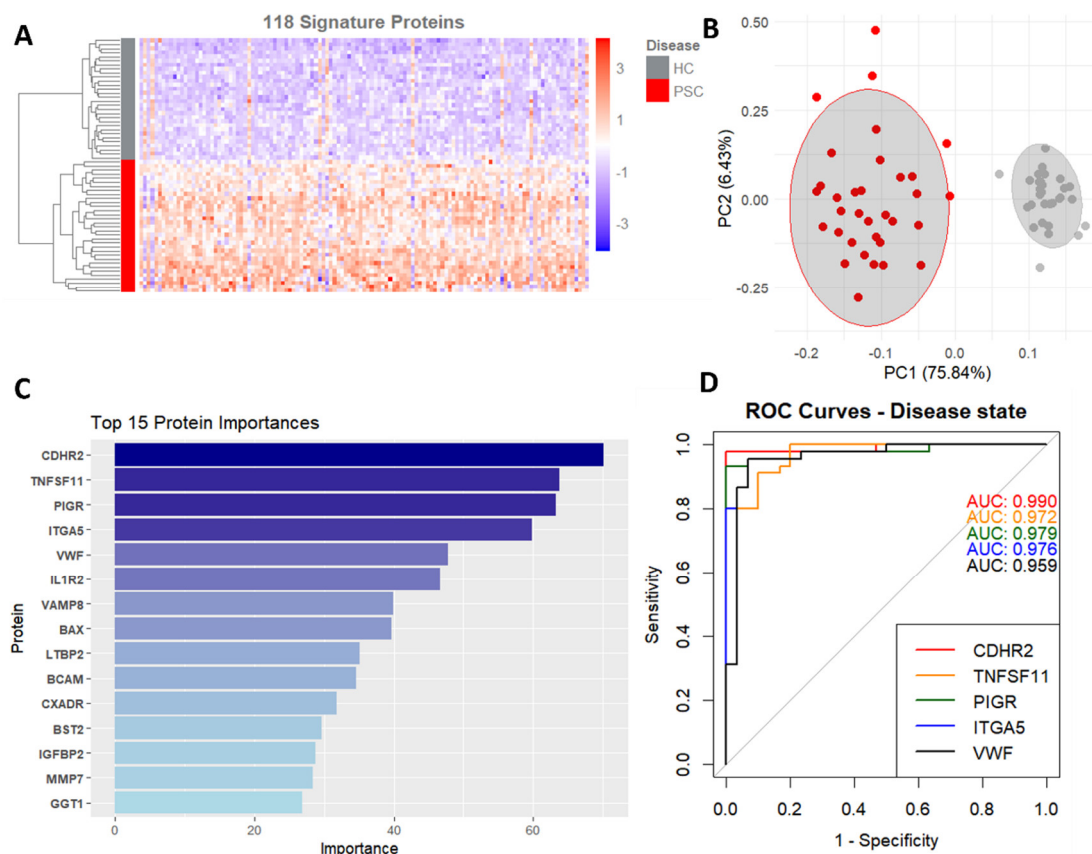 A
118 Signature Proteins
Disease
HC
PSC
3
1
-1
-3
B
0.50
0.25
0.00
-0.25
PC2 (6.43%)
-0.2
-0.1
0.0
0.1
PC1 (75.84%)
C
Top 15 Protein Importances
Protein
CDHR2
TNFSF11
PIGR
ITGA5
VWF
IL1R2
VAMP8
BAX
LTBP2
BCAM
CXADR
BST2
IGFBP2
MMP7
GGT1
0
20
40
60
Importance
D
ROC Curves - Disease state
Sensitivity
1.0
0.8
0.6
0.4
0.2
0.0
AUC: 0.990
AUC: 0.972
AUC: 0.979
AUC: 0.976
AUC: 0.959
CDHR2
TNFSF11
PIGR
ITGA5
VWF
0.0
0.2
0.4
0.6
0.8
1.0
1 - Specificity